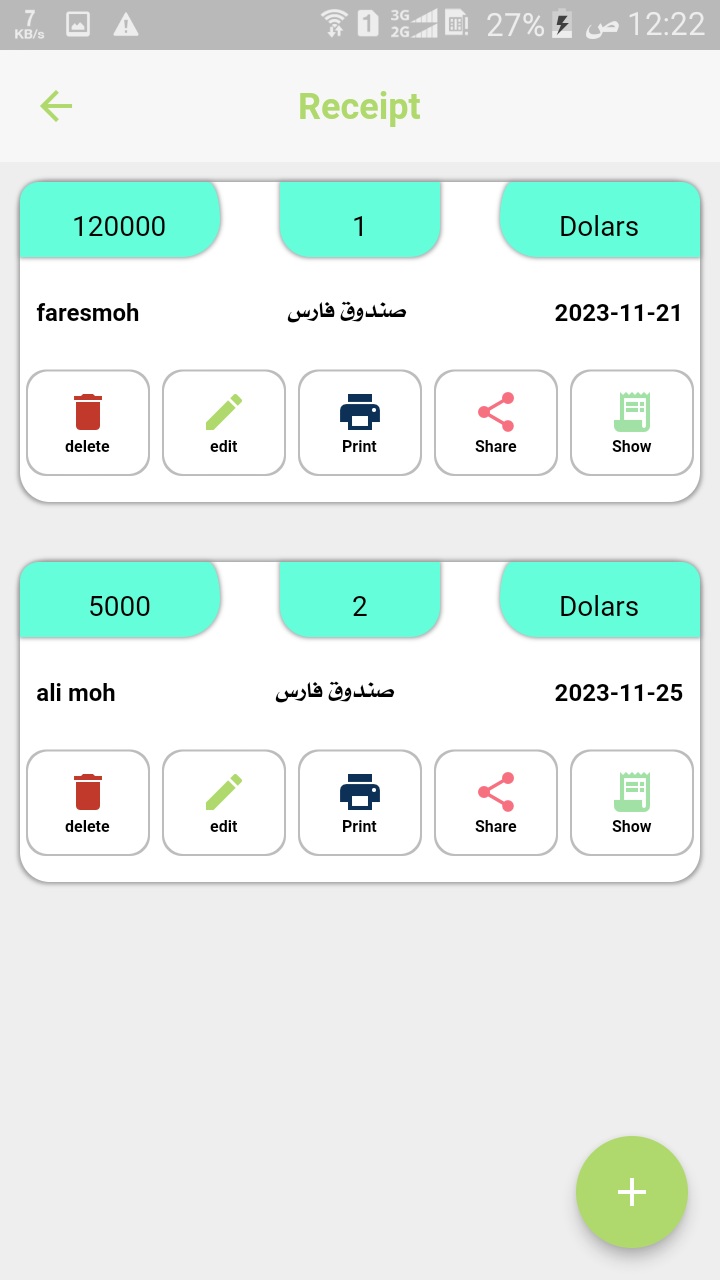 7 KB/s 1 3G 2G 27% ص 12:22
Receipt
120000 1 Dolars
faresmoh صندوق فارس 2023-11-21
delete edit Print Share Show
5000 2 Dolars
ali moh صندوق فارس 2023-11-25
delete edit Print Share Show
+